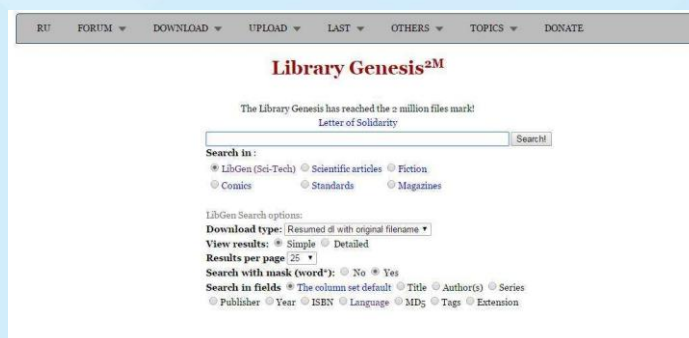 RU FORUM DOWNLOAD UPLOAD LAST OTHERS TOPICS DONATE
Library Genesis2M
The Library Genesis has reached the 2 million files mark!
Letter of Solidarity
Search!
Search in :
LibGen (Sci-Tech) Scientific articles Fiction
Comics Standards Magazines
LibGen Search options:
Download type: Resumed dl with original filename
View results: Simple Detailed
Results per page 25
Search with mask (word*): No Yes
Search in fields The column set default Title Author(s) Series
Publisher Year ISBN Language MD5 Tags Extension